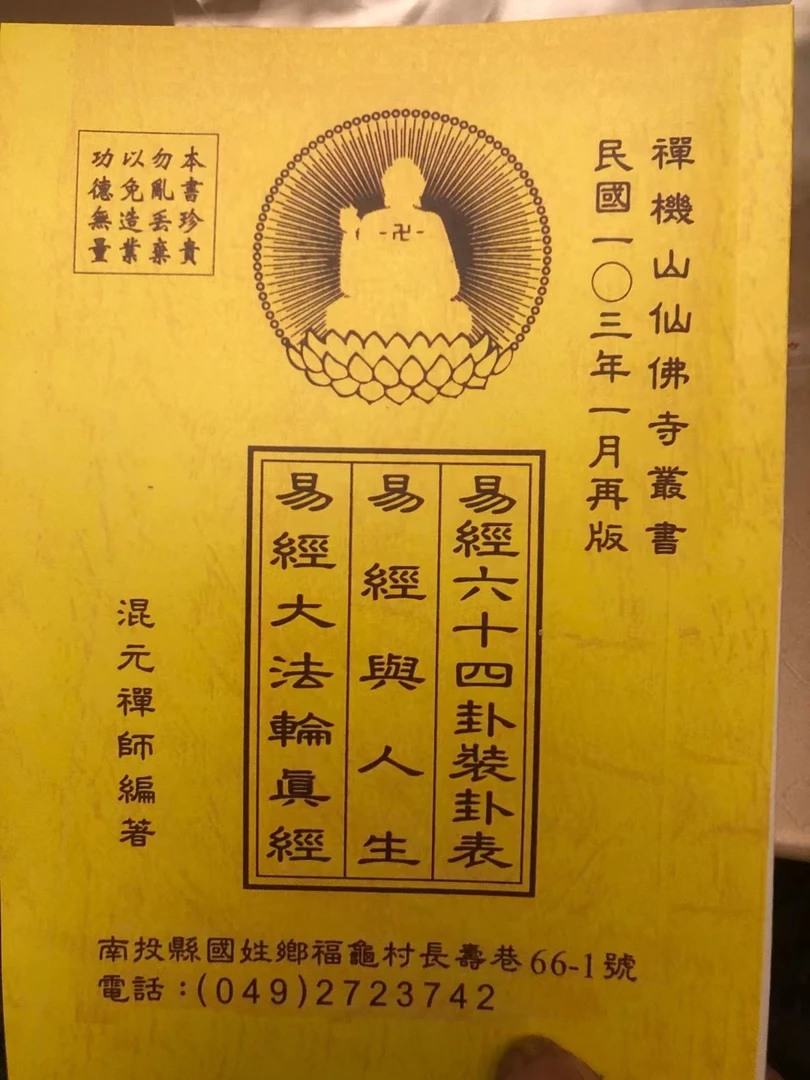 禪機山仙佛寺叢書
民國一〇三年一月再版
本書珍貴
勿亂丟棄
以免造業
功德無量
卍
易經六十四卦裝卦表
易經與人生
易經大法輪眞經
混元禪師編著
南投縣國姓鄉福龜村長壽巷66-1號
電話：(049)2723742